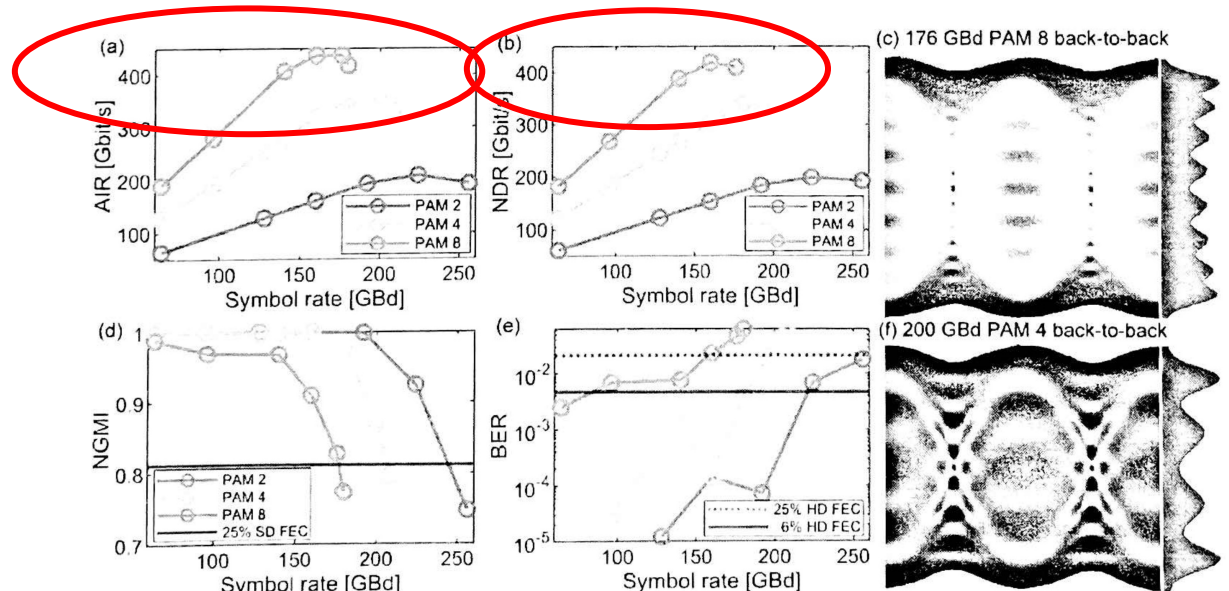 (a)
AIR [Gbit/s]
400
300
200
100
PAM 2
PAM 4
PAM 8
100 150 200 250
Symbol rate [GBd]
(b)
NDR [Gbit/s]
400
300
200
100
PAM 2
PAM 4
PAM 8
100 150 200 250
Symbol rate [GBd]
(c) 176 GBd PAM 8 back-to-back
(d)
NGMI
1
0.9
0.8
0.7
PAM 2
PAM 4
PAM 8
25% SD FEC
100 150 200 250
Symbol rate [GBd]
(e)
BER
10-2
10-3
10-4
10-5
25% HD FEC
6% HD FEC
100 150 200 250
Symbol rate [GBd]
(f) 200 GBd PAM 4 back-to-back